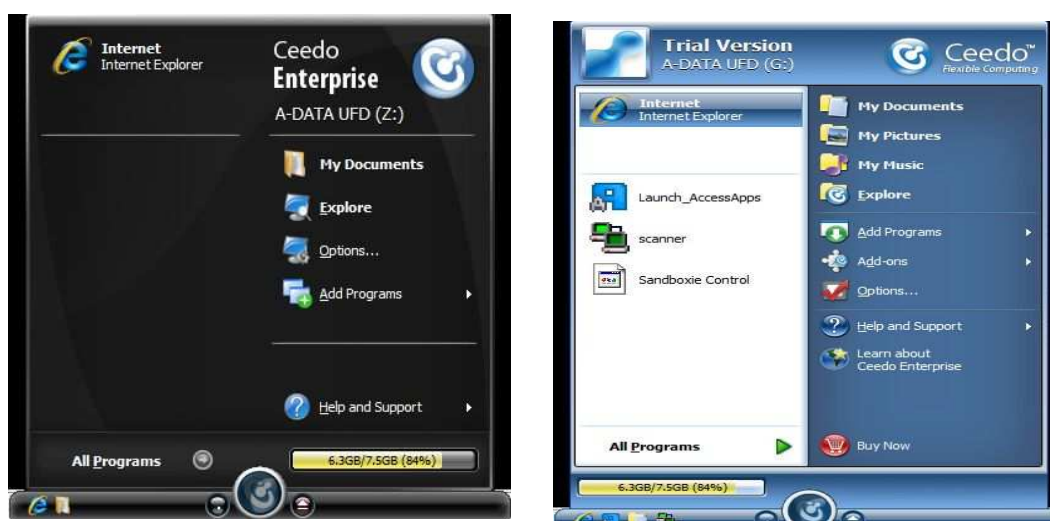 Internet
Internet Explorer
Ceedo
Enterprise
A-DATA UFD (Z:)
My Documents
Explore
Options...
Add Programs
Help and Support
All Programs
6.3GB/7.5GB (84%)
Trial Version
A-DATA UFD (G:)
Ceedo™
Flexible Computing
Internet
Internet Explorer
Launch_AccessApps
scanner
Sandboxie Control
All Programs
My Documents
My Pictures
My Music
Explore
Add Programs
Add-ons
Options...
Help and Support
Learn about
Ceedo Enterprise
Buy Now
6.3GB/7.5GB (84%)